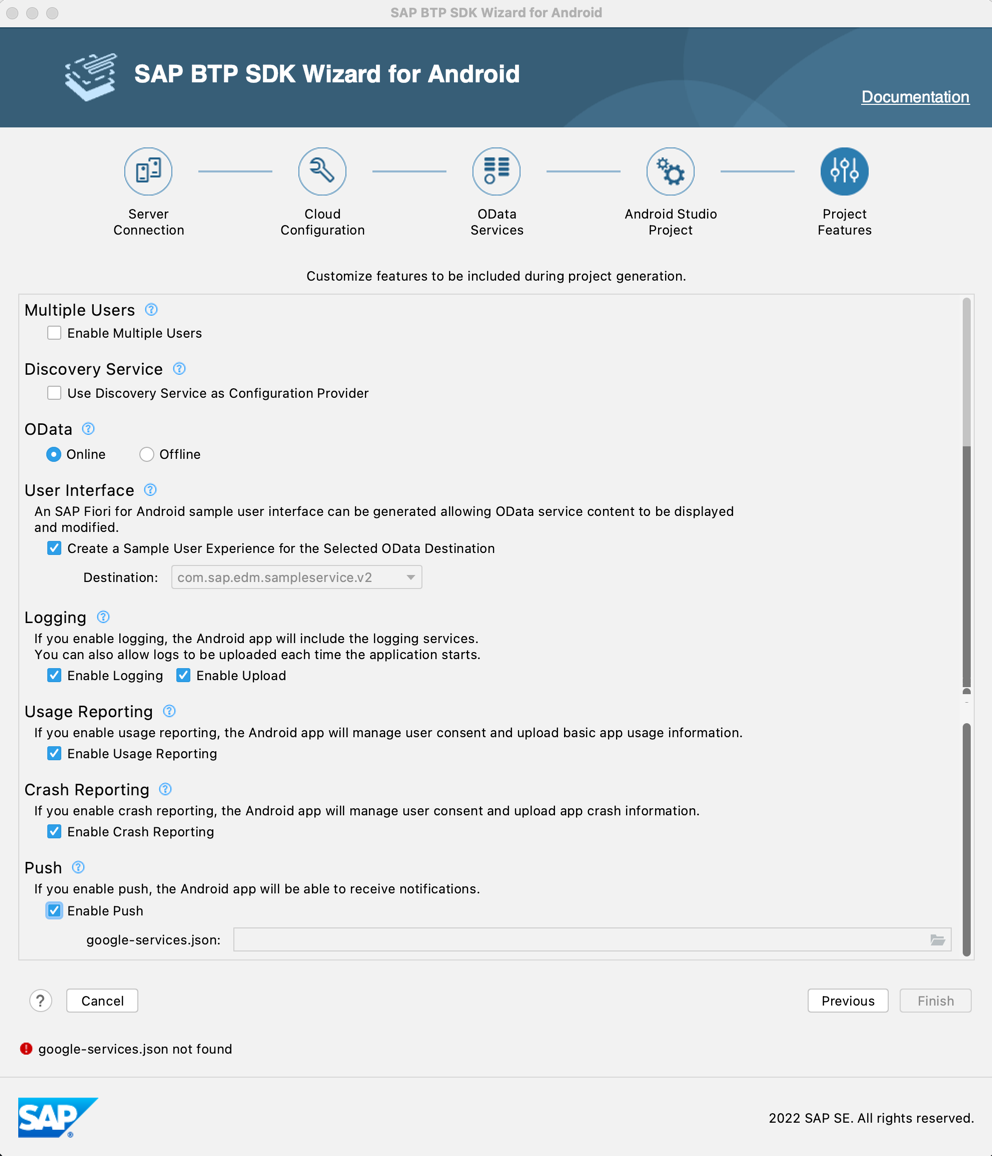 SAP BTP SDK Wizard for Android
SAP BTP SDK Wizard for Android
Documentation
Server
Connection
Cloud
Configuration
OData
Services
Android Studio
Project
Project
Features
Customize features to be included during project generation.
Multiple Users ?
Enable Multiple Users
Discovery Service ?
Use Discovery Service as Configuration Provider
OData ?
Online Offline
User Interface ?
An SAP Fiori for Android sample user interface can be generated allowing OData service content to be displayed
and modified.
Create a Sample User Experience for the Selected OData Destination
Destination: com.sap.edm.sampleservice.v2
Logging ?
If you enable logging, the Android app will include the logging services.
You can also allow logs to be uploaded each time the application starts.
Enable Logging Enable Upload
Usage Reporting ?
If you enable usage reporting, the Android app will manage user consent and upload basic app usage information.
Enable Usage Reporting
Crash Reporting ?
If you enable crash reporting, the Android app will manage user consent and upload app crash information.
Enable Crash Reporting
Push ?
If you enable push, the Android app will be able to receive notifications.
Enable Push
google-services.json:
? Cancel Previous Finish
! google-services.json not found
SAP®
2022 SAP SE. All rights reserved.